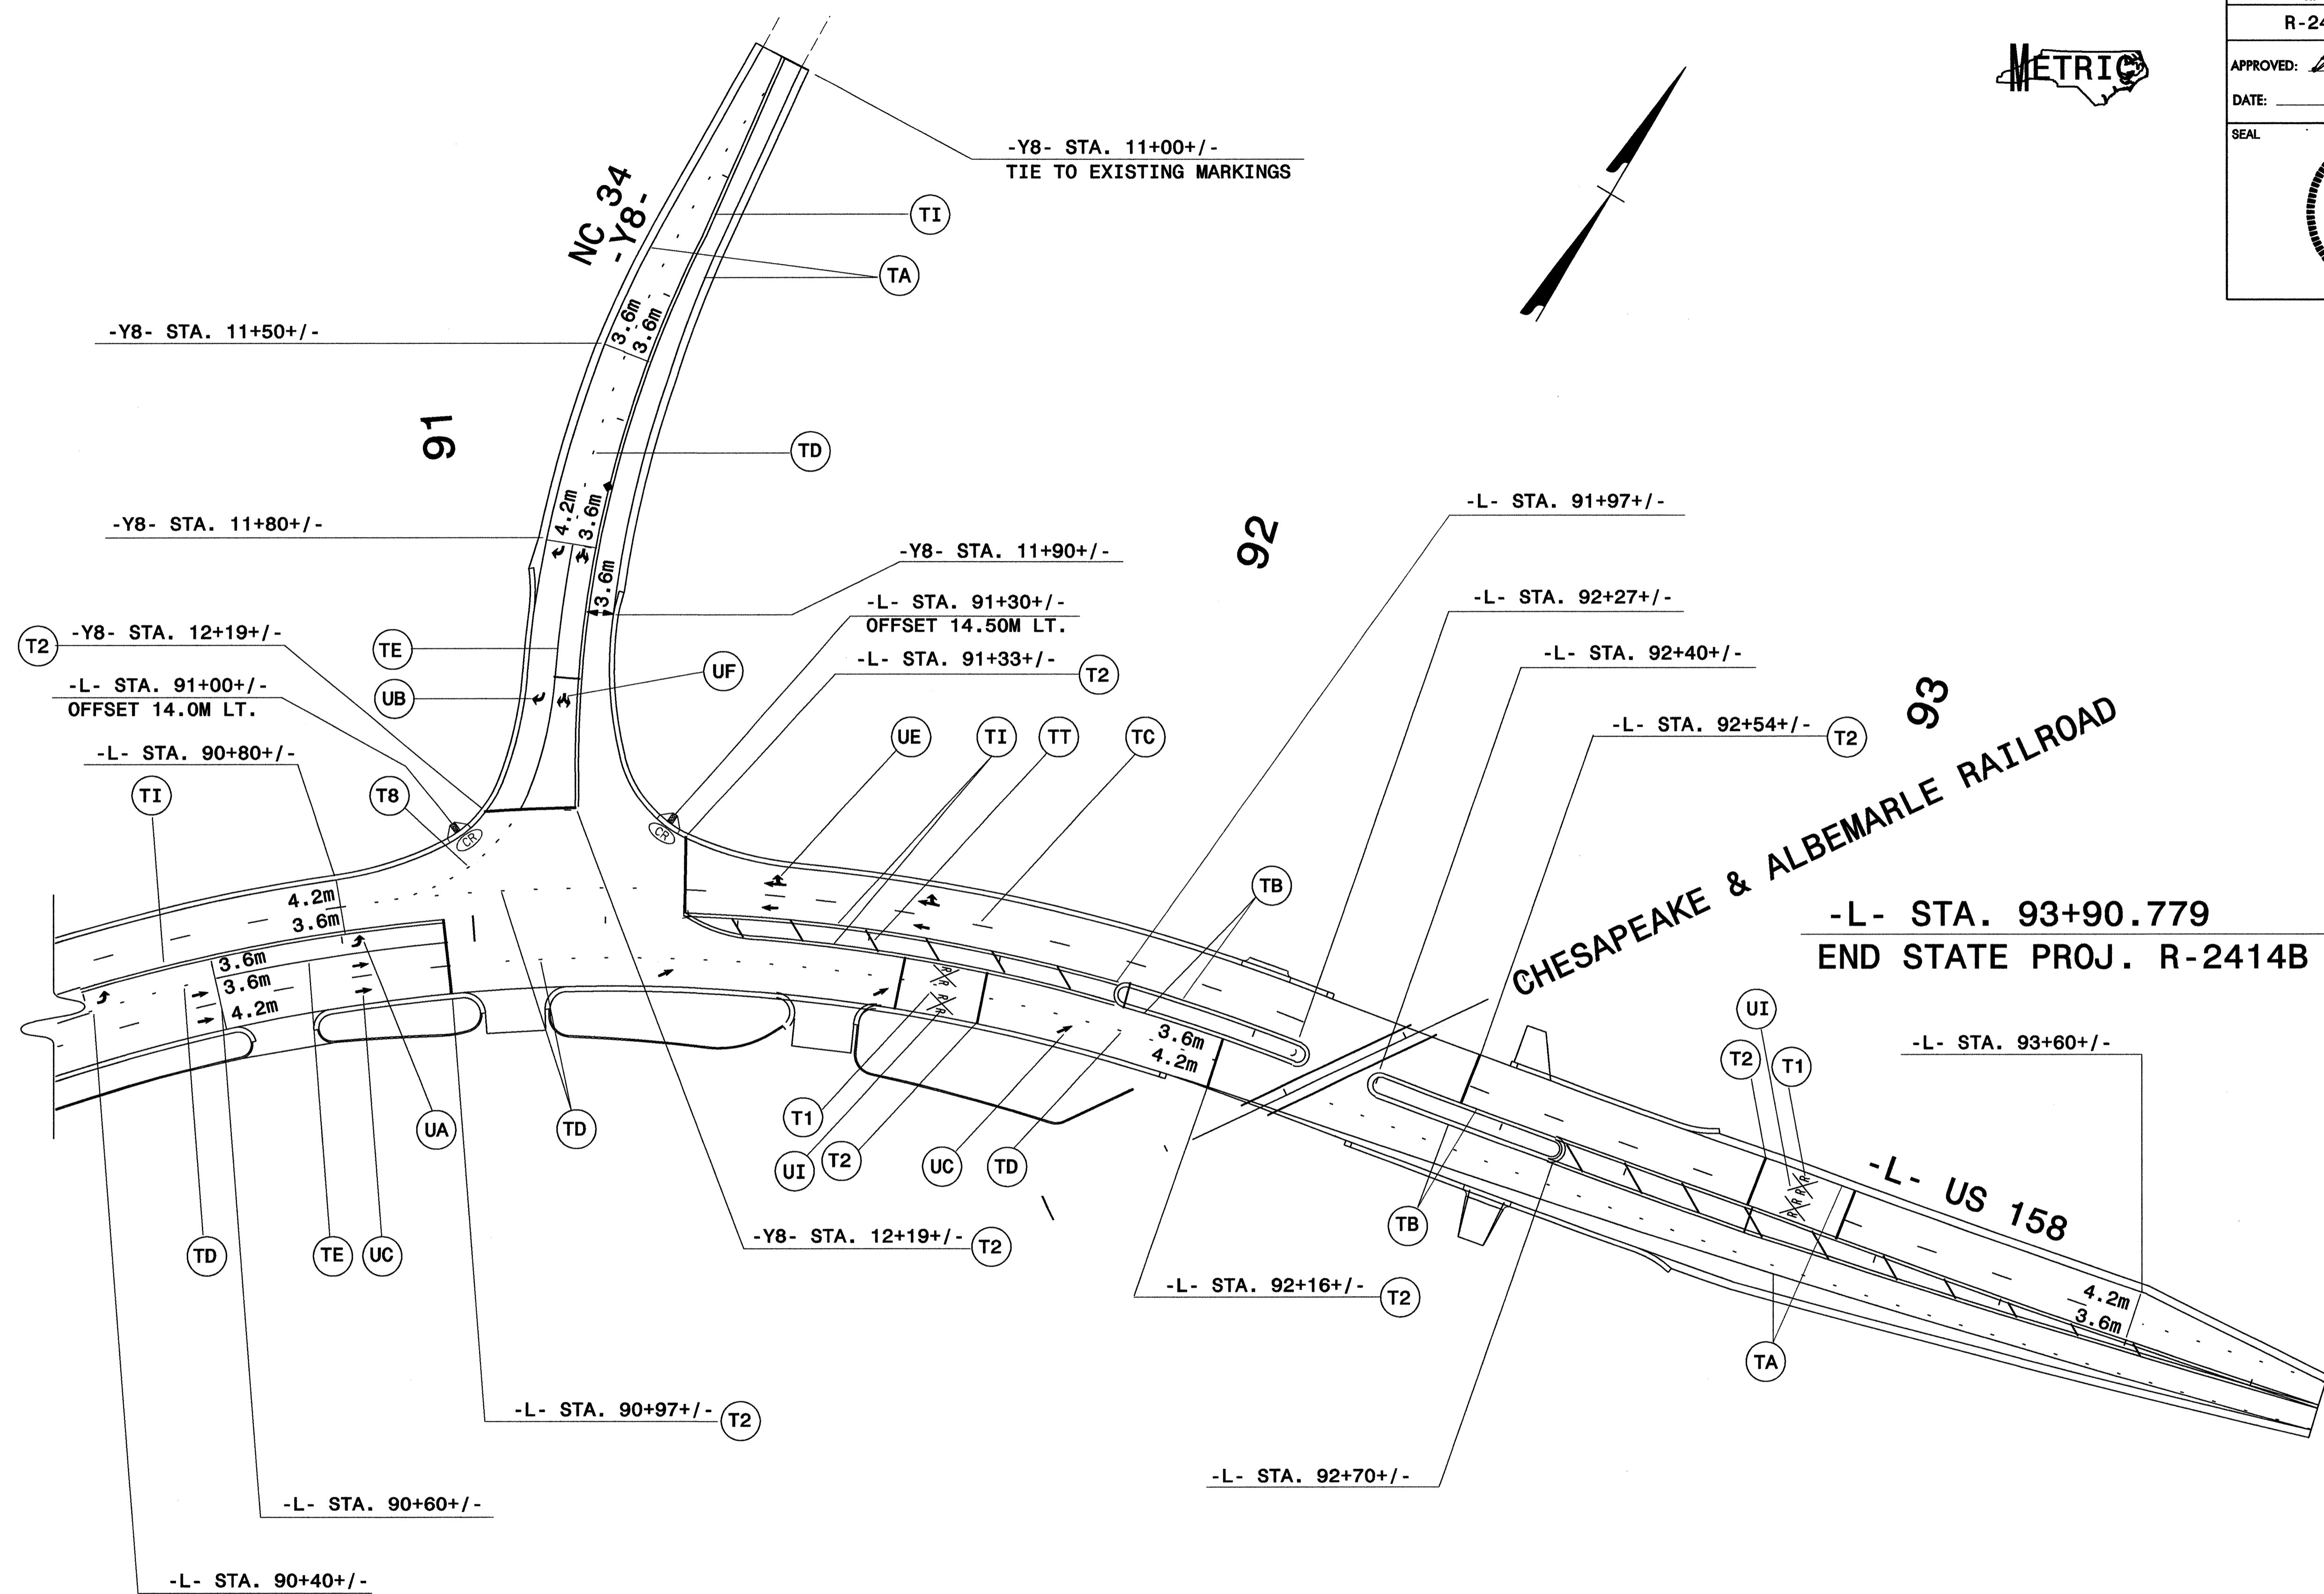 R-24
METRIC
APPROVED:
DATE:
SEAL
-Y8- STA. 11+00+/-
TIE TO EXISTING MARKINGS
TI
NC 34
-Y8-
TA
3.6m
3.6m
-Y8- STA. 11+50+/-
91
TD
4.2m
3.6m
-Y8- STA. 11+80+/-
92
-L- STA. 91+97+/-
-Y8- STA. 11+90+/-
3.6m
-L- STA. 91+30+/-
OFFSET 14.50M LT.
-L- STA. 92+27+/-
T2
-Y8- STA. 12+19+/-
TE
UF
-L- STA. 91+33+/-
T2
-L- STA. 92+40+/-
-L- STA. 91+00+/-
OFFSET 14.0M LT.
UB
93
-L- STA. 92+54+/-
T2
-L- STA. 90+80+/-
UE
TI
TT
TC
CHESAPEAKE & ALBEMARLE RAILROAD
TI
T8
CR
CR
TB
4.2m
3.6m
-L- STA. 93+90.779
END STATE PROJ. R-2414B
3.6m
3.6m
4.2m
R R
R R
3.6m
4.2m
UI
T2
T1
-L- STA. 93+60+/-
UA
TD
T1
UI
T2
UC
TD
R R
R R
-L- US 158
TD
TE
UC
-Y8- STA. 12+19+/-
T2
TB
-L- STA. 92+16+/-
T2
4.2m
3.6m
TA
-L- STA. 90+97+/-
T2
-L- STA. 92+70+/-
-L- STA. 90+60+/-
-L- STA. 90+40+/-